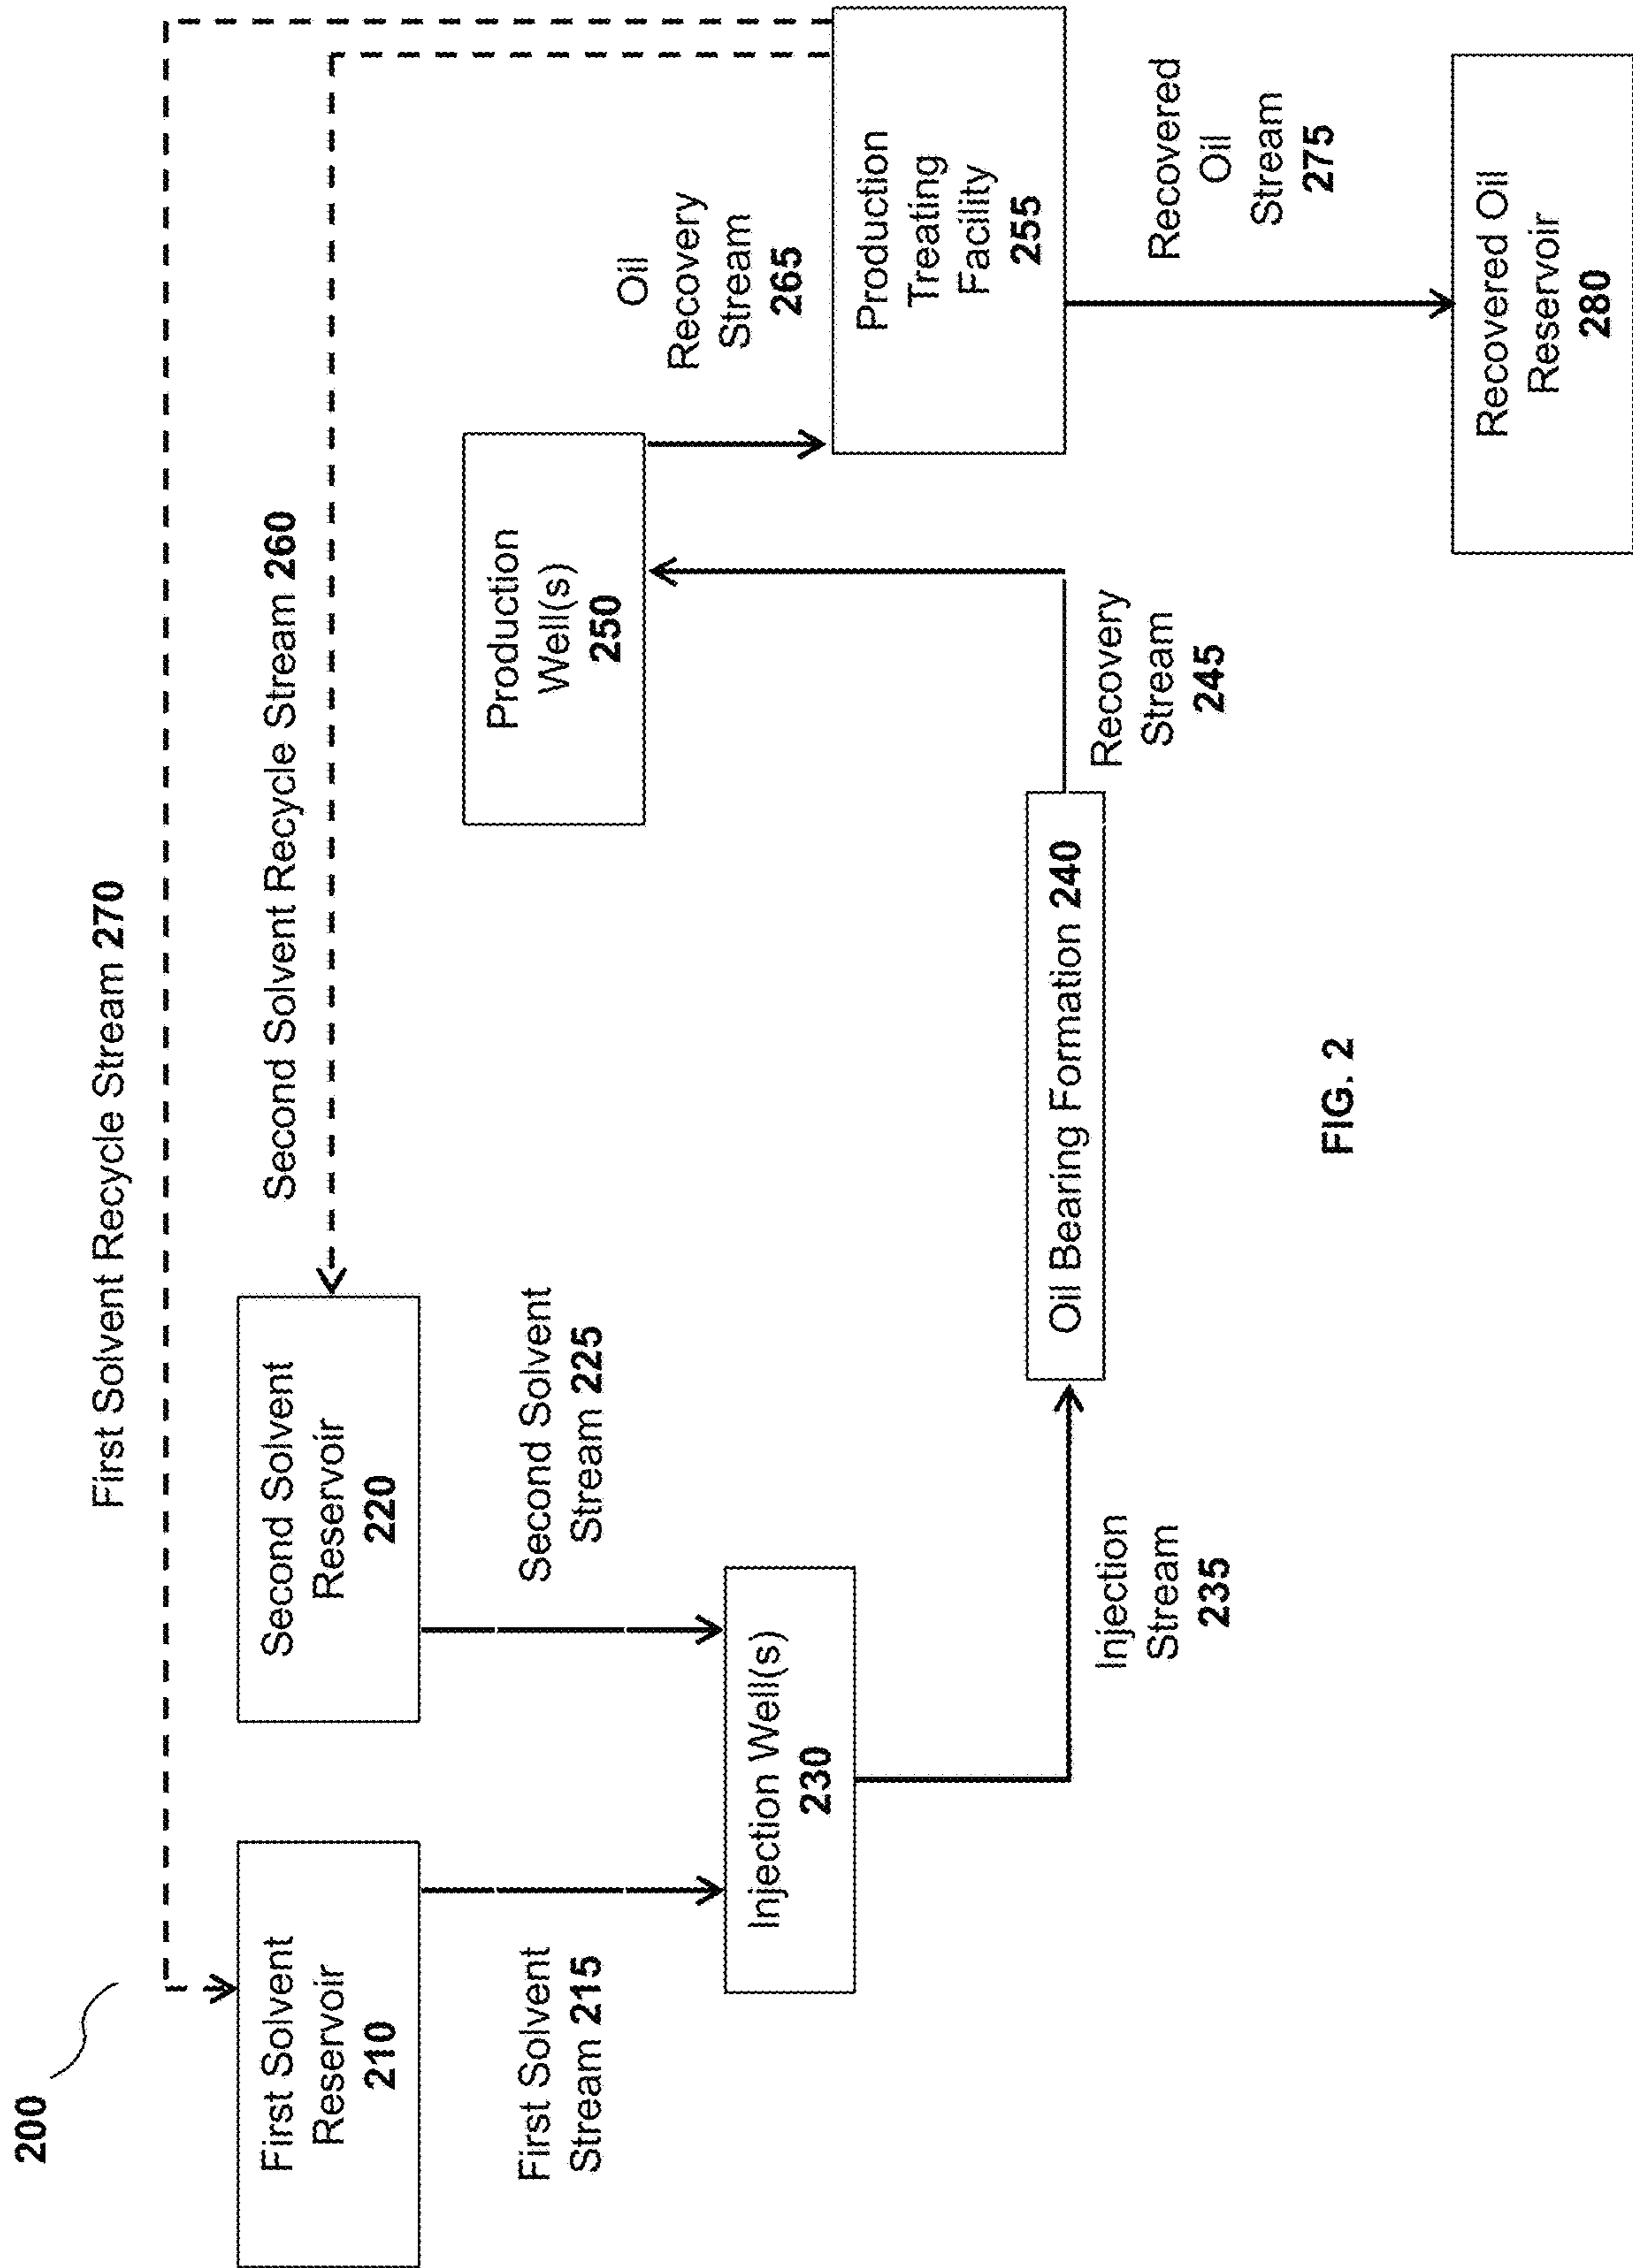 200
First Solvent Recycle Stream 270
Second Solvent Recycle Stream 260
First Solvent
Reservoir
210
Second Solvent
Reservoir
220
First Solvent
Stream 215
Second Solvent
Stream 225
Injection Well(s)
230
Injection
Stream
235
Oil Bearing Formation 240
Recovery
Stream
245
Production
Well(s)
250
Oil
Recovery
Stream
265
Production
Treating
Facility
255
Recovered
Oil
Stream
275
Recovered Oil
Reservoir
280
FIG. 2